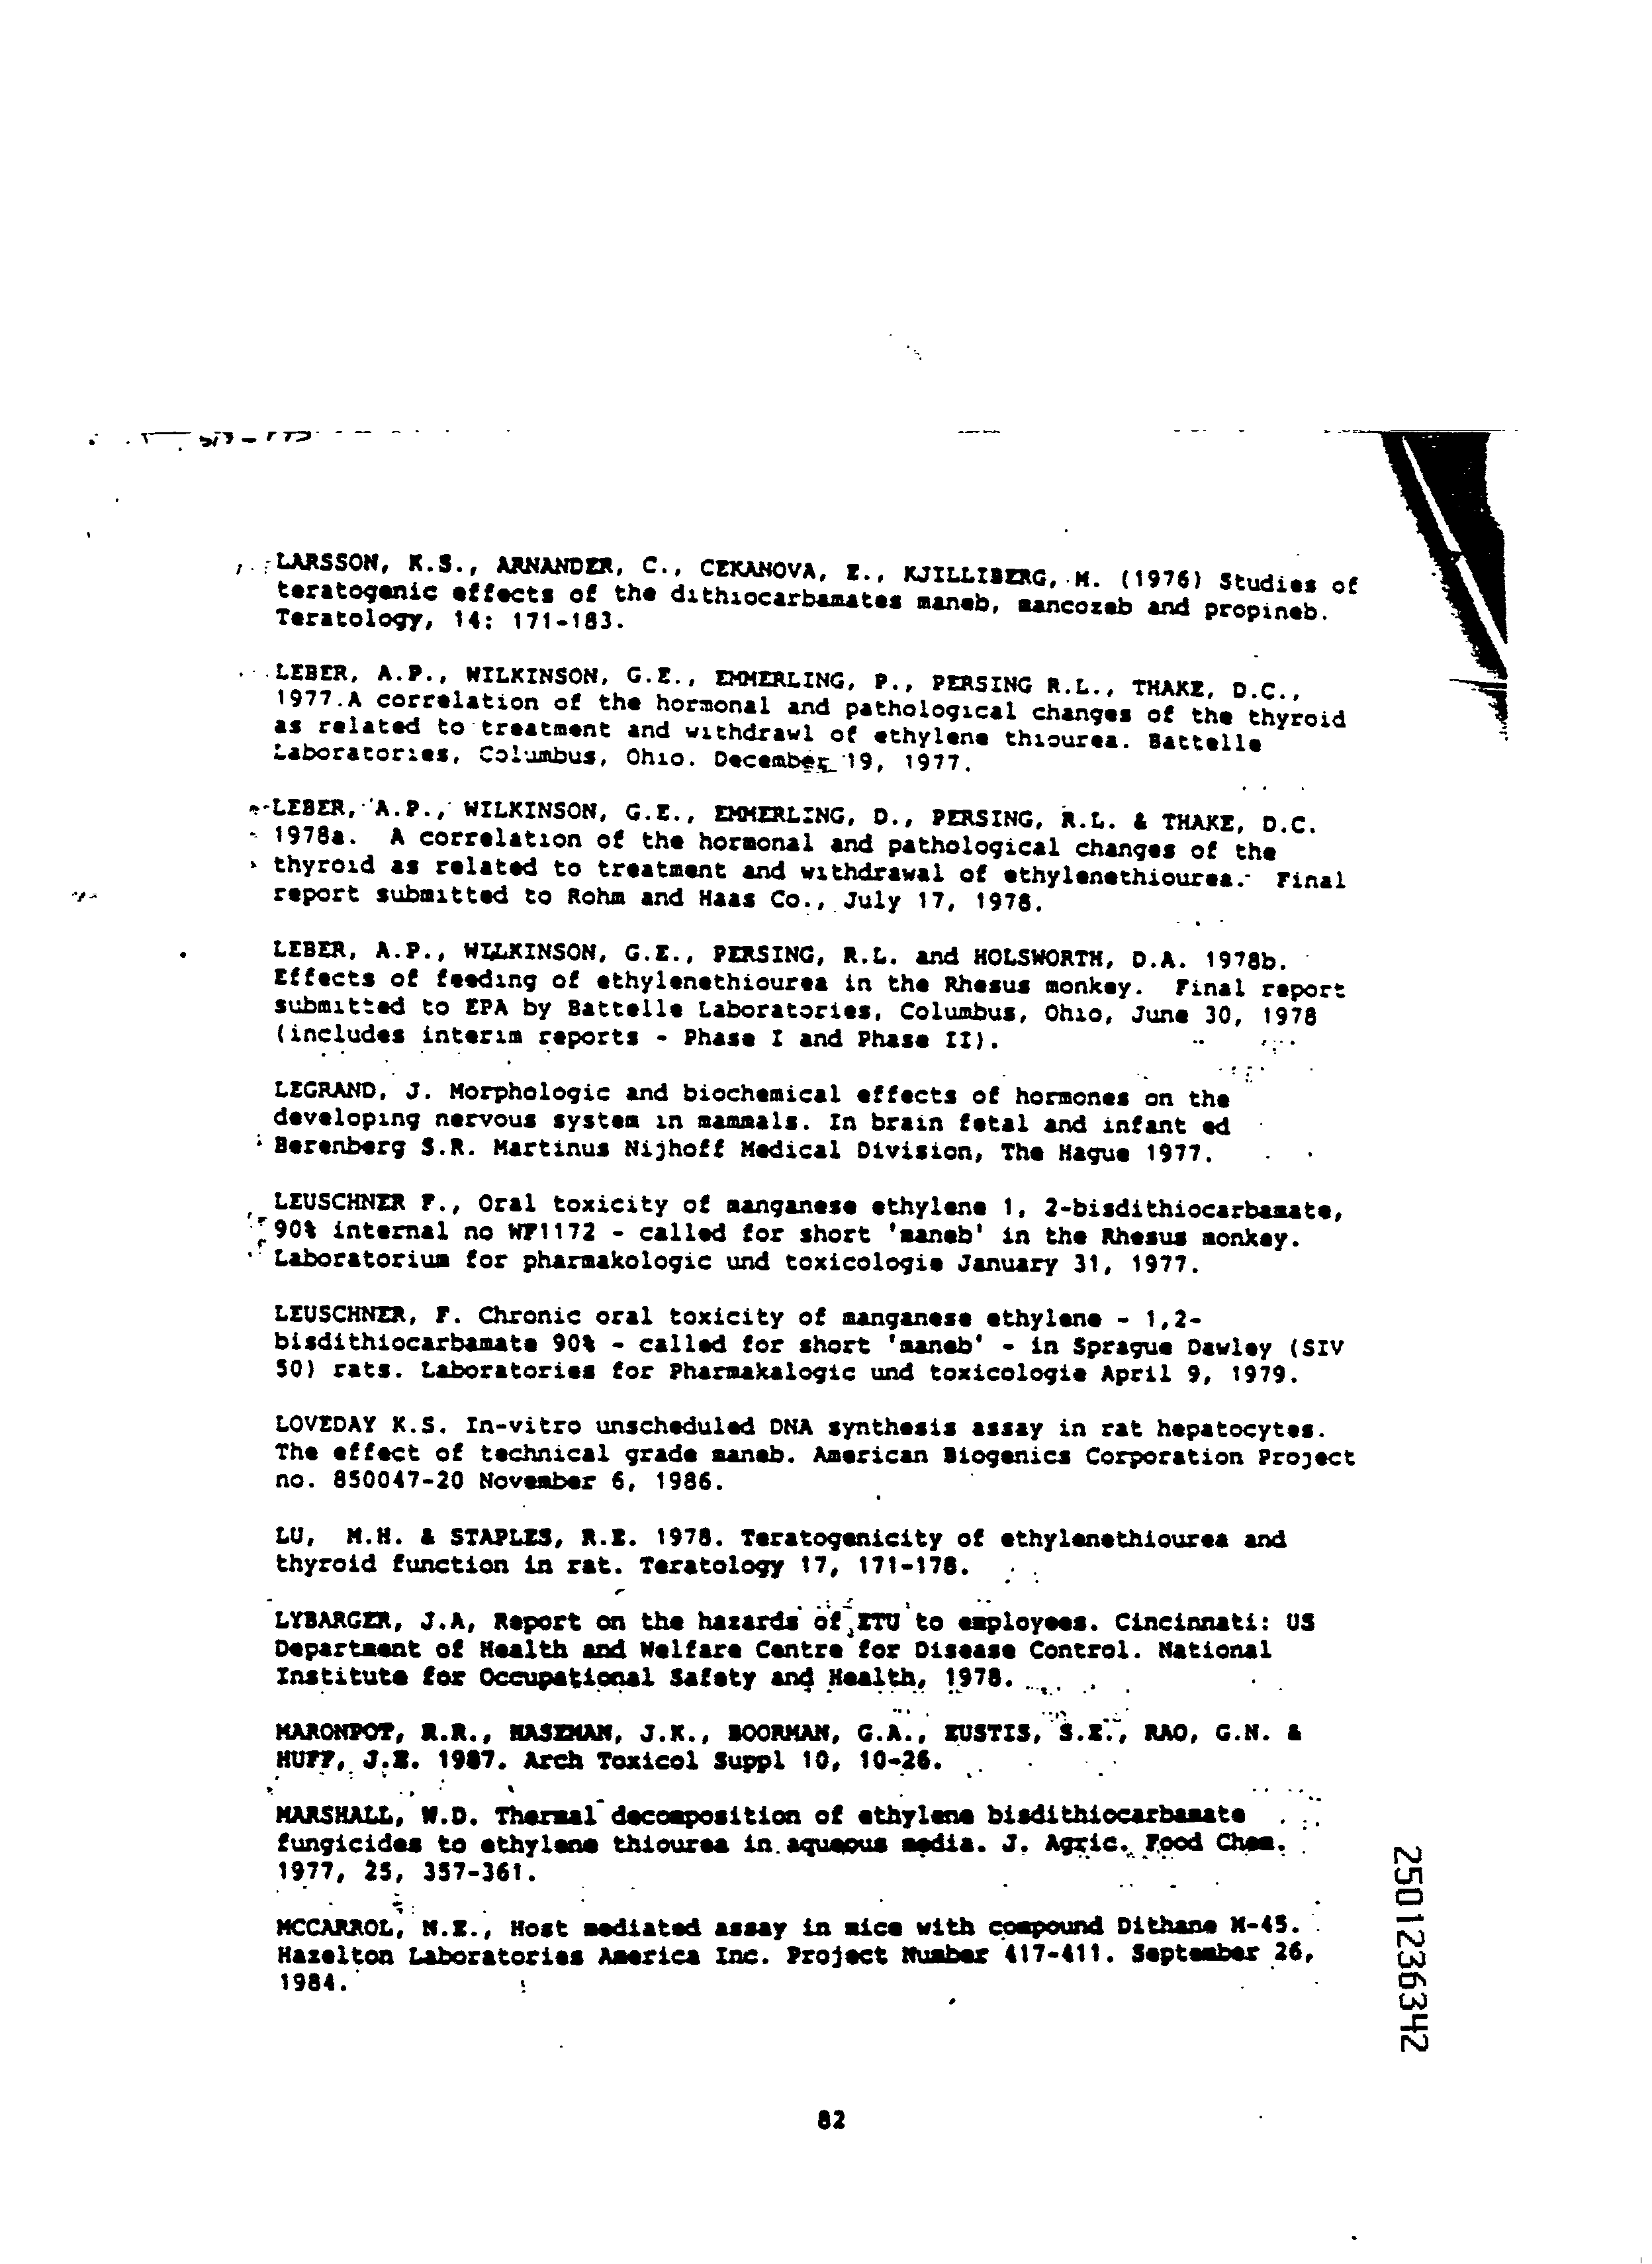 LARSSON, K.S., ARNANDER, C., CEKANOVA, E., KJILLIBERG, M. (1976) Studies of
teratogenic effects of the dithiocarbamates maneb, mancozeb and propineb.
Teratology, 14: 171-183.
LEBER, A.P., WILKINSON, G.E., EMMERLING, P., PERSING R.L., THAKE, D.C.,
1977.A correlation of the hormonal and pathological changes of the thyroid
as related to treatment and withdrawl of ethylene thiourea. Battelle
Laboratories, Columbus, Ohio. December 19, 1977.
LEBER, A.P., WILKINSON, G.E., EMMERLING, D., PERSING, R.L. & THAKE, D.C.
1978a. A correlation of the hormonal and pathological changes of the
thyroid as related to treatment and withdrawal of ethylenethiourea. Final
report submitted to Rohm and Haas Co., July 17, 1978.
LEBER, A.P., WILKINSON, G.E., PERSING, R.L. and HOLSWORTH, D.A. 1978b.
Effects of feeding of ethylenethiourea in the Rhesus monkey. Final report
submitted to EPA by Battelle Laboratories, Columbus, Ohio, June 30, 1978
(includes interim reports - Phase I and Phase II).
LEGRAND, J. Morphologic and biochemical effects of hormones on the
developing nervous system in mammals. In brain fetal and infant ed
Berenberg S.R. Martinus Nijhoff Medical Division, The Hague 1977.
LEUSCHNER F., Oral toxicity of manganese ethylene 1, 2-bisdithiocarbamate,
90% internal no WF1172 - called for short 'maneb' in the Rhesus monkey.
Laboratorium for pharmakologic und toxicologie January 31, 1977.
LEUSCHNER, F. Chronic oral toxicity of manganese ethylene - 1,2-
bisdithiocarbamate 90% - called for short 'maneb' - in Sprague Dawley (SIV
50) rats. Laboratories for Pharmakalogic und toxicologie April 9, 1979.
LOVEDAY K.S. In-vitro unscheduled DNA synthesis assay in rat hepatocytes.
The effect of technical grade maneb. American Biogenics Corporation Project
no. 850047-20 November 6, 1986.
LU, M.H. & STAPLES, R.E. 1978. Teratogenicity of ethylenethiourea and
thyroid function in rat. Teratology 17, 171-178.
LYBARGER, J.A, Report on the hazards of ETU to employees. Cincinnati: US
Department of Health and Welfare Centre for Disease Control. National
Institute for Occupational Safety and Health, 1978.
MARONPOT, R.R., HASEMAN, J.K., BOORMAN, G.A., EUSTIS, S.E., RAO, G.N. &
HUFF, J.E. 1987. Arch Toxicol Suppl 10, 10-26.
MARSHALL, W.D. Thermal decomposition of ethylene bisdithiocarbamate
fungicides to ethylene thiourea in aqueous media. J. Agric. Food Chem.
1977, 25, 357-361.
MCCARROL, N.E., Host mediated assay in mice with compound Dithane M-45.
Hazelton Laboratories America Inc. Project Number 417-411. September 26,
1984.
2501236342
82